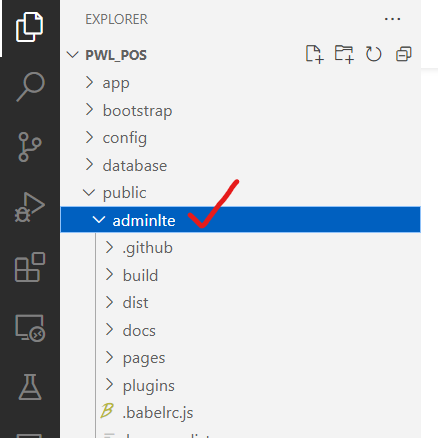 EXPLORER
PWL_POS
app
bootstrap
config
database
public
adminlte
.github
build
dist
docs
pages
plugins
.babelrc.js